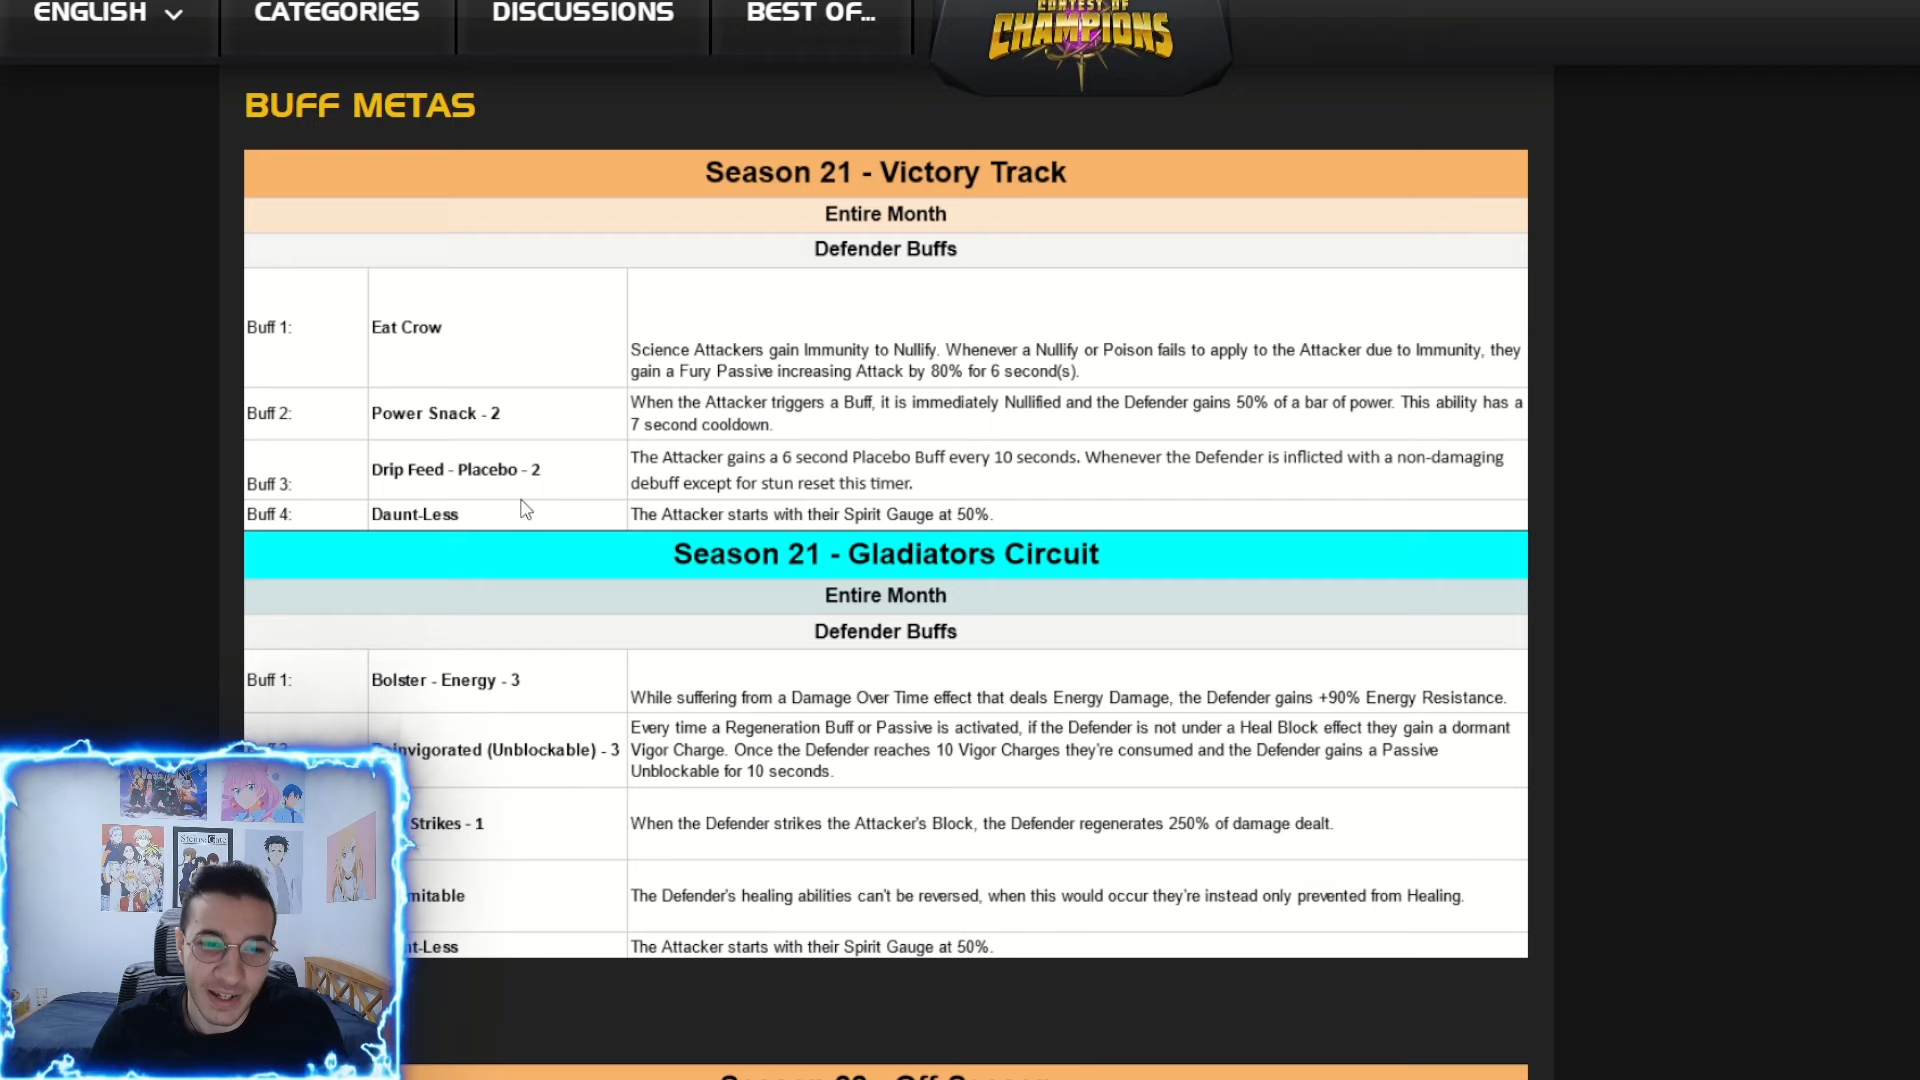 ENGLISH CATEGORIES DISCUSSIONS BEST OF...
CONTEST OF
CHAMPIONS
BUFF METAS
Season 21 - Victory Track
Entire Month
Defender Buffs
Buff 1: Eat Crow
Science Attackers gain Immunity to Nullify. Whenever a Nullify or Poison fails to apply to the Attacker due to Immunity, they
gain a Fury Passive increasing Attack by 80% for 6 second(s).
Buff 2: Power Snack - 2
When the Attacker triggers a Buff, it is immediately Nullified and the Defender gains 50% of a bar of power. This ability has a
7 second cooldown.
Buff 3: Drip Feed - Placebo - 2
The Attacker gains a 6 second Placebo Buff every 10 seconds. Whenever the Defender is inflicted with a non-damaging
debuff except for stun reset this timer.
Buff 4: Daunt-Less The Attacker starts with their Spirit Gauge at 50%.
Season 21 - Gladiators Circuit
Entire Month
Defender Buffs
Buff 1: Bolster - Energy - 3
While suffering from a Damage Over Time effect that deals Energy Damage, the Defender gains +90% Energy Resistance.
invigorated (Unblockable) - 3
Every time a Regeneration Buff or Passive is activated, if the Defender is not under a Heal Block effect they gain a dormant
Vigor Charge. Once the Defender reaches 10 Vigor Charges they're consumed and the Defender gains a Passive
Unblockable for 10 seconds.
Strikes - 1 When the Defender strikes the Attacker's Block, the Defender regenerates 250% of damage dealt.
mitable The Defender's healing abilities can't be reversed, when this would occur they're instead only prevented from Healing.
nt-Less The Attacker starts with their Spirit Gauge at 50%.
Steins;Gate